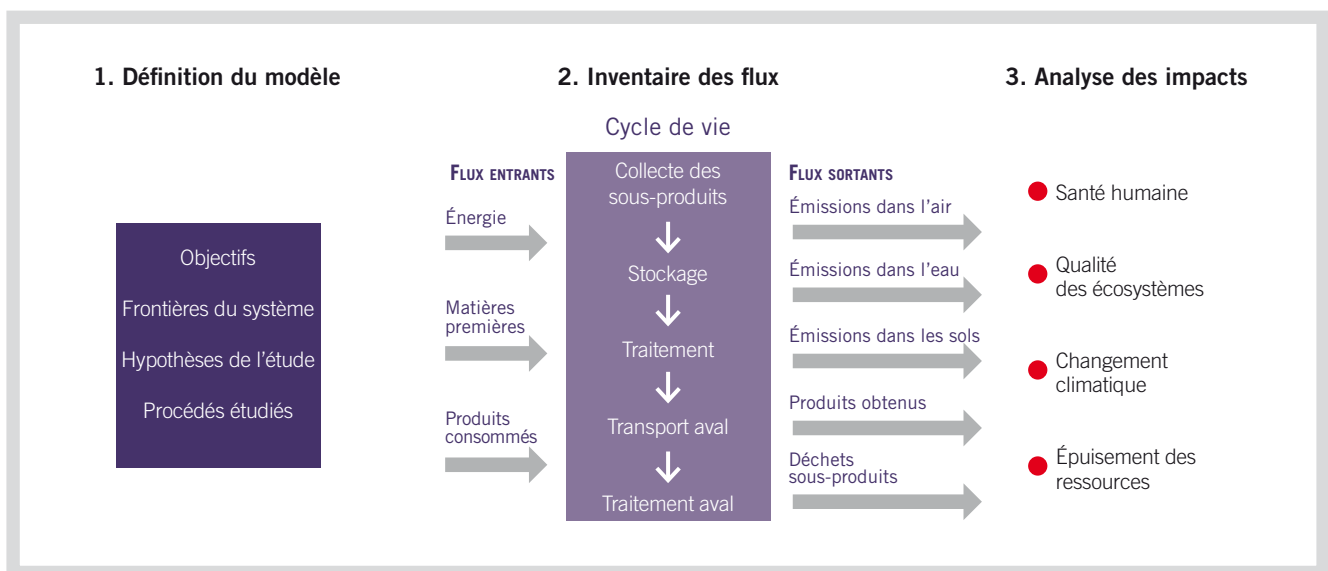 1. Définition du modèle
Objectifs
Frontières du système
Hypothèses de l'étude
Procédés étudiés
2. Inventaire des flux
Cycle de vie
FLUX ENTRANTS
Énergie
Matières
premières
Produits
consommés
Collecte des
sous-produits
Stockage
Traitement
Transport aval
Traitement aval
FLUX SORTANTS
Émissions dans l'air
Émissions dans l'eau
Émissions dans les sols
Produits obtenus
Déchets
sous-produits
3. Analyse des impacts
Santé humaine
Qualité
des écosystèmes
Changement
climatique
Épuisement des
ressources